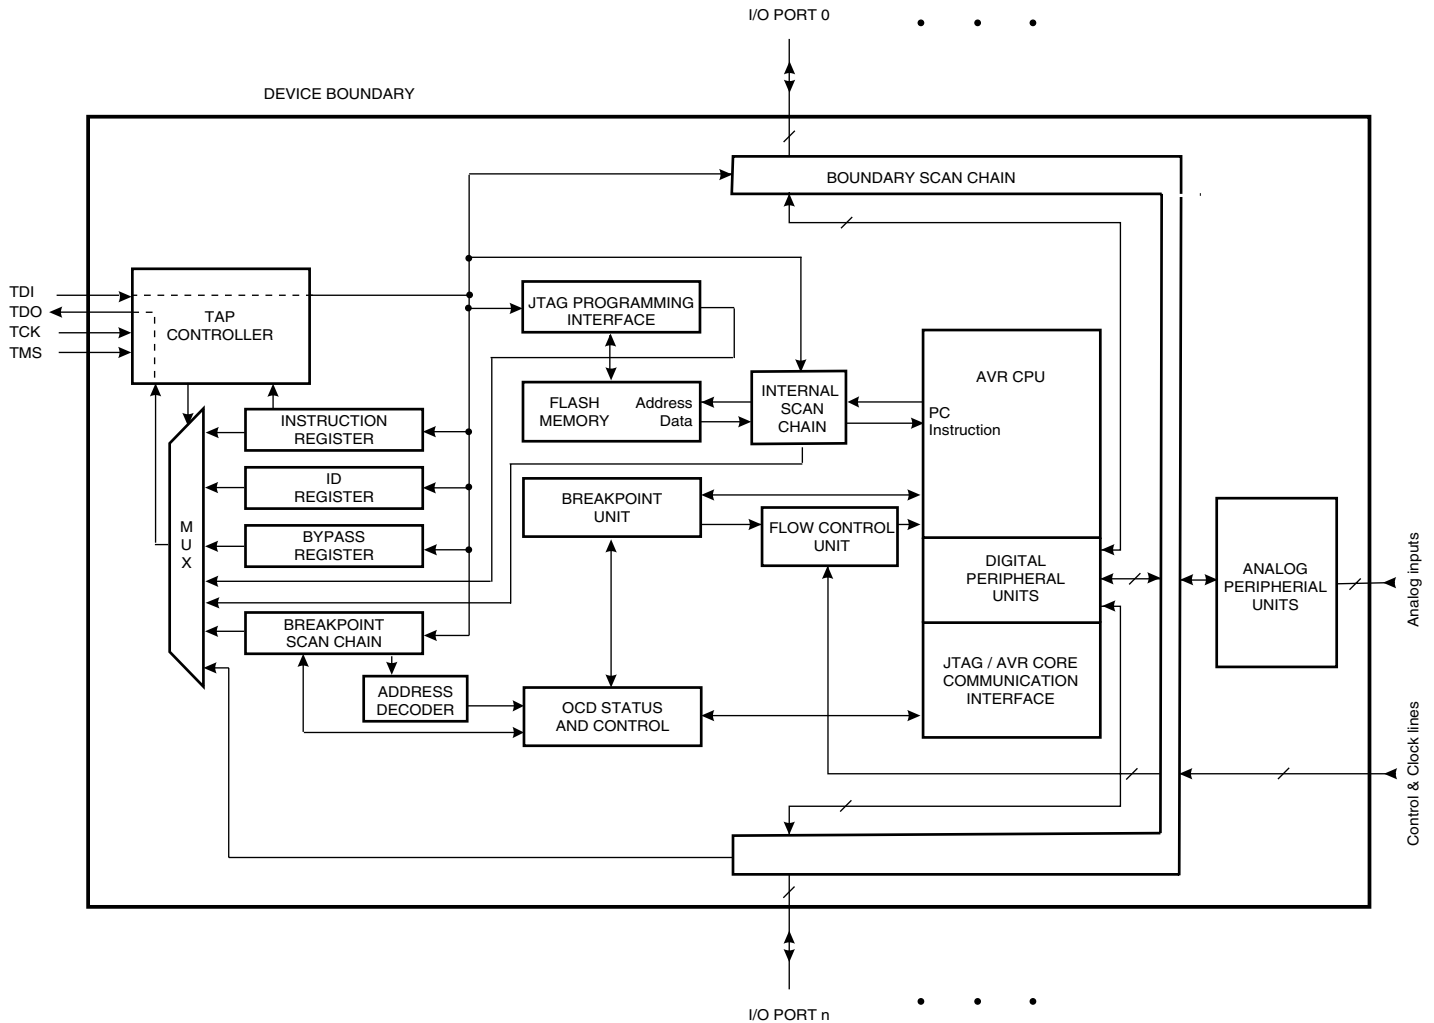 I/O PORT 0
DEVICE BOUNDARY
BOUNDARY SCAN CHAIN
TDI
TDO
TCK
TMS
TAP
CONTROLLER
JTAG PROGRAMMING
INTERFACE
AVR CPU
FLASH
MEMORY
Address
Data
INTERNAL
SCAN
CHAIN
PC
Instruction
INSTRUCTION
REGISTER
ID
REGISTER
BYPASS
REGISTER
M
U
X
BREAKPOINT
UNIT
FLOW CONTROL
UNIT
DIGITAL
PERIPHERAL
UNITS
ANALOG
PERIPHERIAL
UNITS
Analog inputs
BREAKPOINT
SCAN CHAIN
ADDRESS
DECODER
OCD STATUS
AND CONTROL
JTAG / AVR CORE
COMMUNICATION
INTERFACE
Control & Clock lines
I/O PORT n